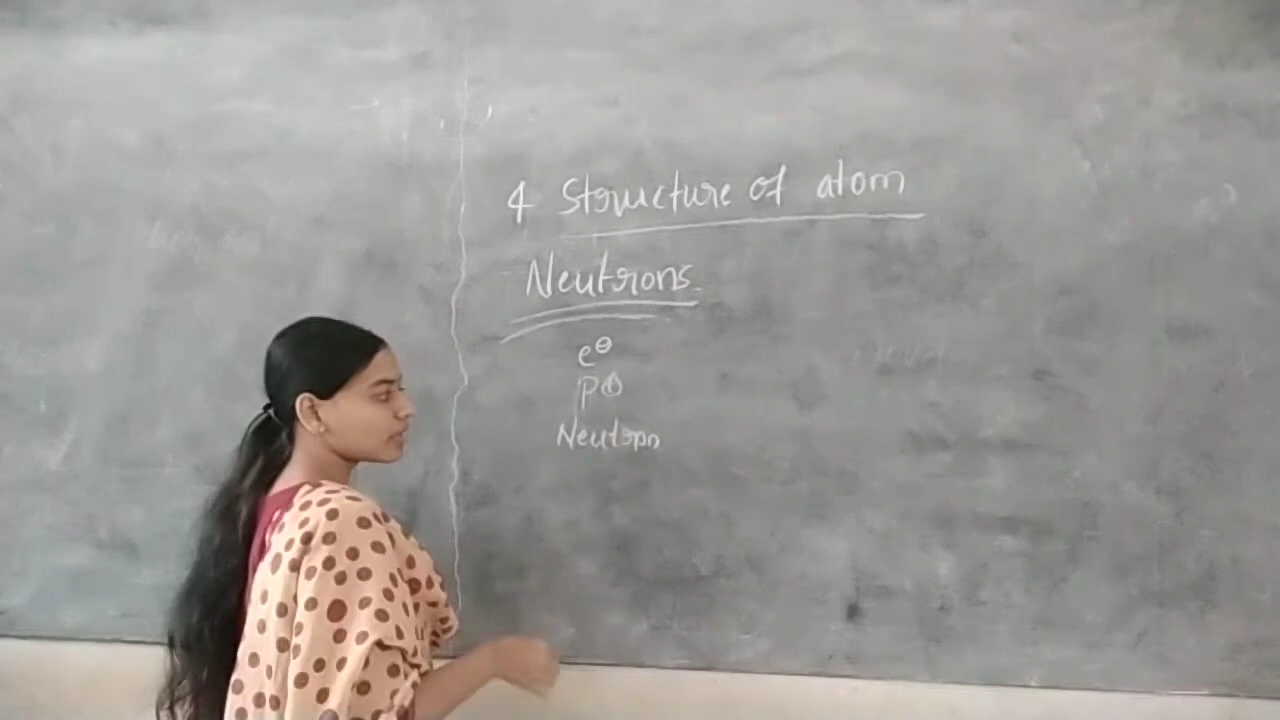 4 Structure of atom
Neutrons.
e⊖
P⊕
Neutron